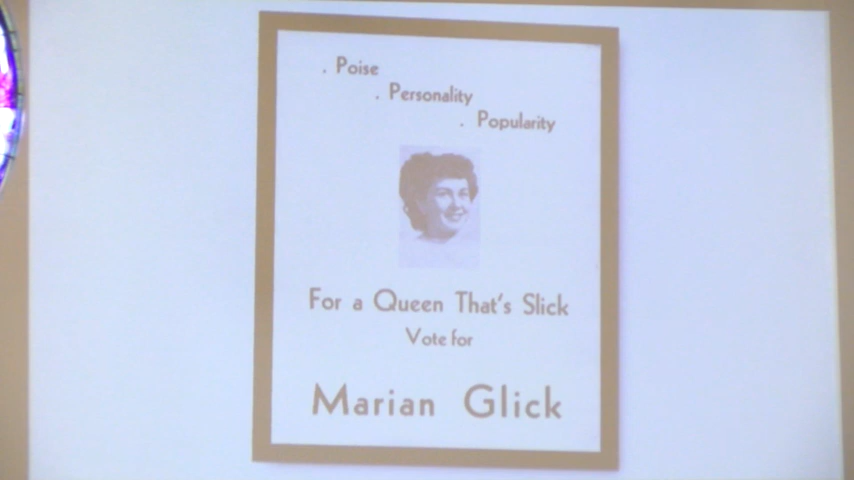 . Poise
. Personality
. Popularity
For a Queen That's Slick
Vote for
Marian Glick